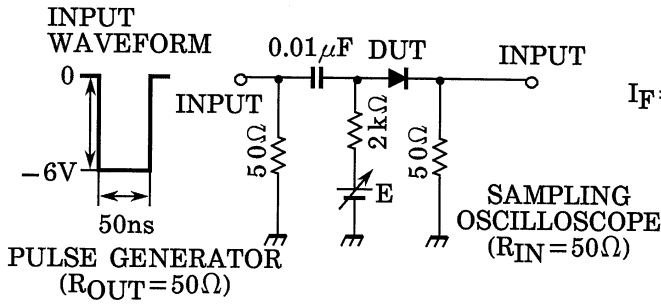 INPUT
WAVEFORM
0
−6V
50ns
PULSE GENERATOR
(ROUT=50Ω)
INPUT
50Ω
0.01μF
DUT
2kΩ
E
50Ω
INPUT
SAMPLING
OSCILLOSCOPE
(RIN=50Ω)
IF=